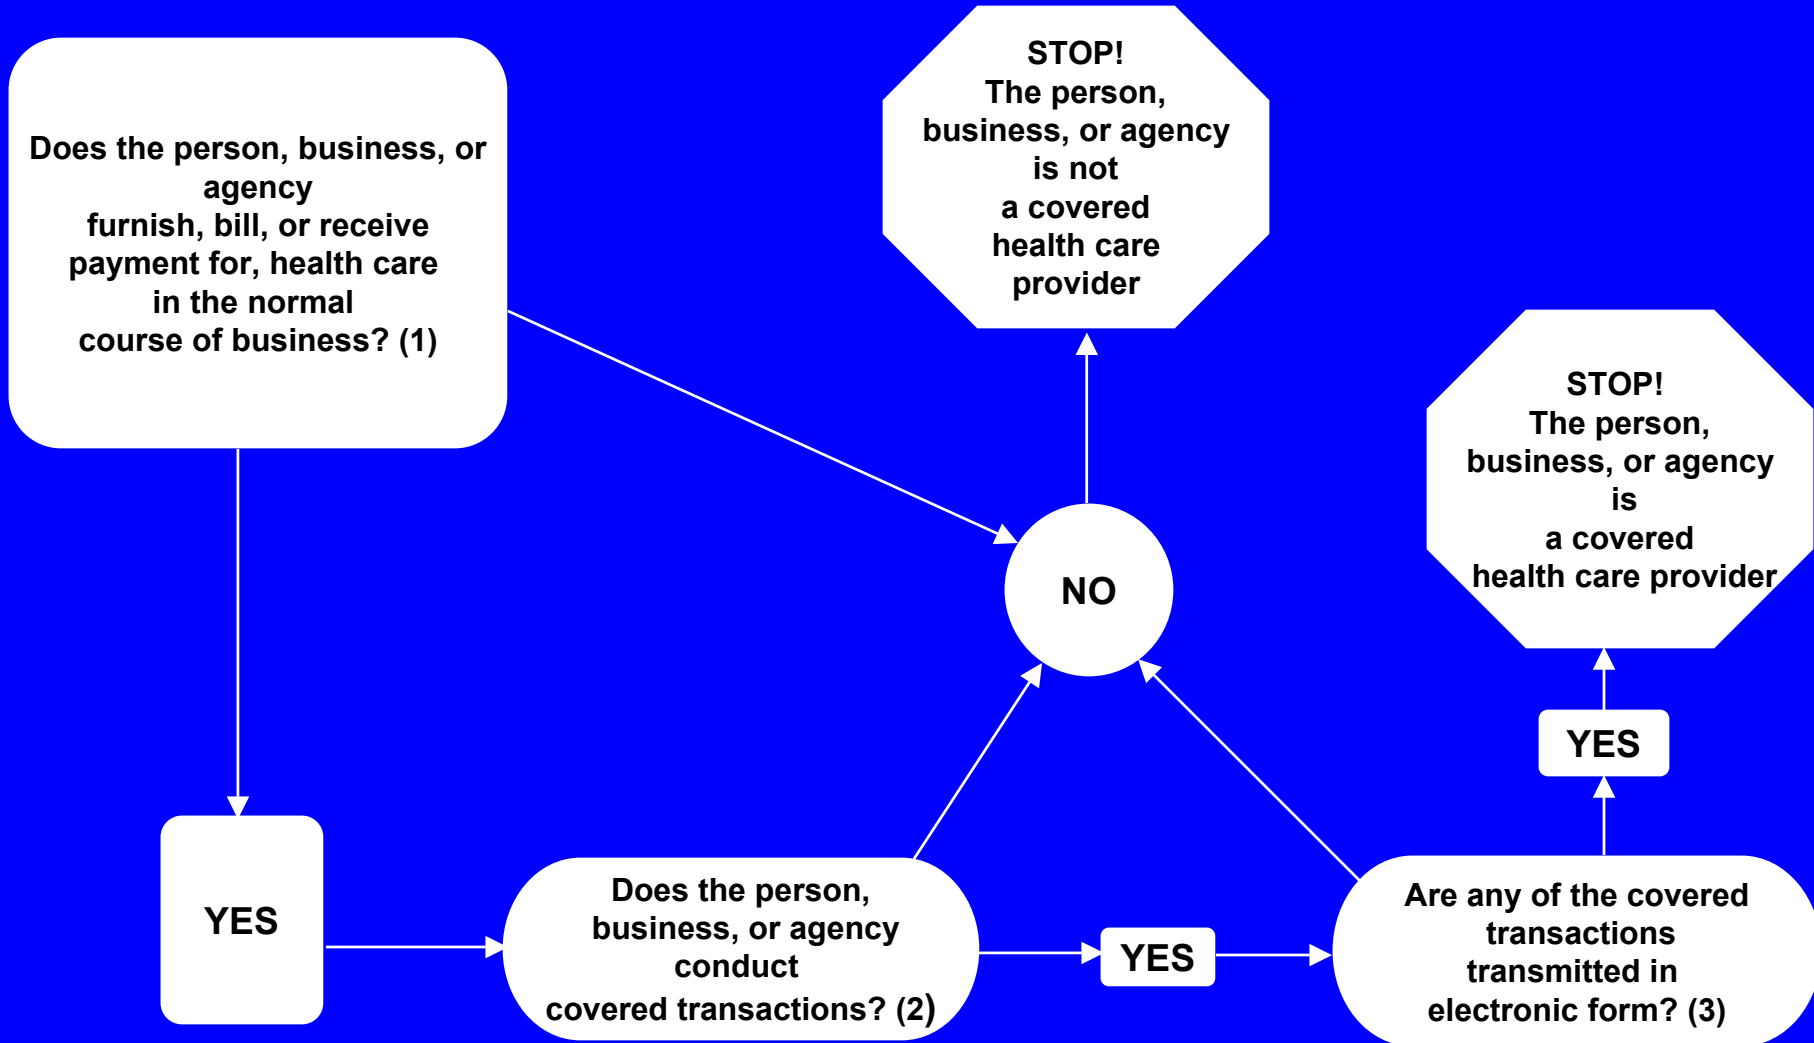 Does the person, business, or
agency
furnish, bill, or receive
payment for, health care
in the normal
course of business? (1)
STOP!
The person,
business, or agency
is not
a covered
health care
provider
STOP!
The person,
business, or agency
is
a covered
health care provider
NO
YES
YES
Does the person,
business, or agency
conduct
covered transactions? (2)
YES
Are any of the covered
transactions
transmitted in
electronic form? (3)